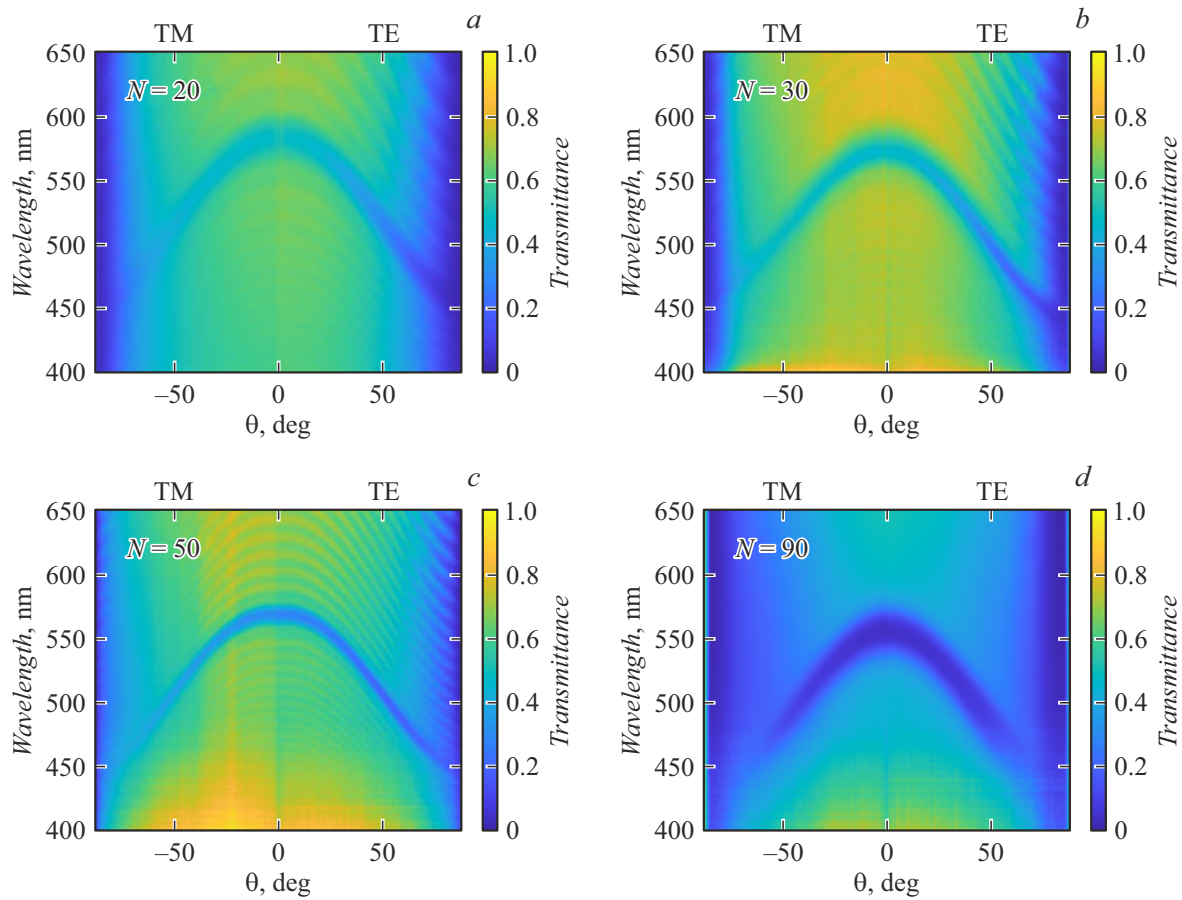 TM TE a
N = 20
650
600
550
500
450
400
Wavelength, nm
–50 0 50
θ, deg
1.0
0.8
0.6
0.4
0.2
0
Transmittance
TM TE b
N = 30
650
600
550
500
450
400
Wavelength, nm
–50 0 50
θ, deg
1.0
0.8
0.6
0.4
0.2
0
Transmittance
TM TE c
N = 50
650
600
550
500
450
400
Wavelength, nm
–50 0 50
θ, deg
1.0
0.8
0.6
0.4
0.2
0
Transmittance
TM TE d
N = 90
650
600
550
500
450
400
Wavelength, nm
–50 0 50
θ, deg
1.0
0.8
0.6
0.4
0.2
0
Transmittance